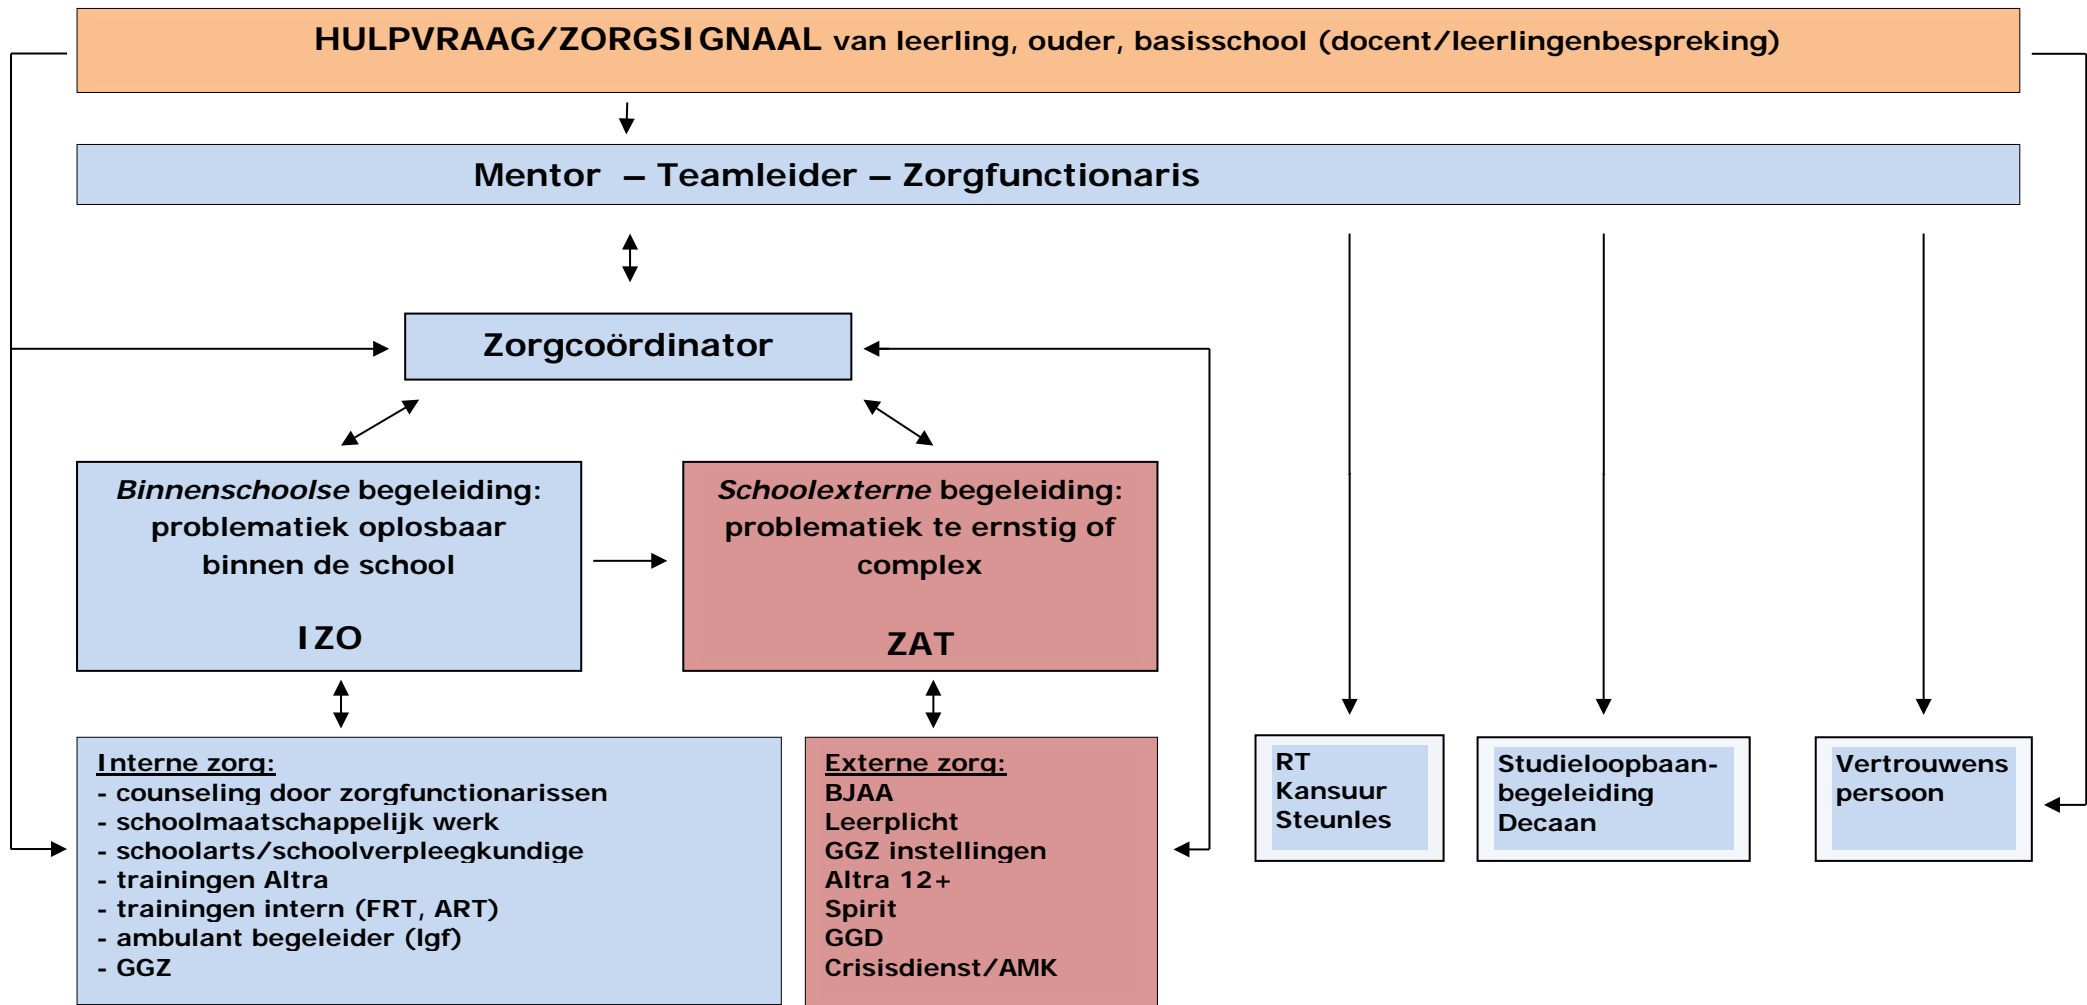 HULPVRAAG/ZORGSIGNAAL van leerling, ouder, basisschool (docent/leerlingenbespreking)
Mentor – Teamleider – Zorgfunctionaris
Zorgcoördinator
Binnenschoolse begeleiding:
problematiek oplosbaar
binnen de school
IZO
Schoolexterne begeleiding:
problematiek te ernstig of
complex
ZAT
Interne zorg:
- counseling door zorgfunctionarissen
- schoolmaatschappelijk werk
- schoolarts/schoolverpleegkundige
- trainingen Altra
- trainingen intern (FRT, ART)
- ambulant begeleider (lgf)
- GGZ
Externe zorg:
BJAA
Leerplicht
GGZ instellingen
Altra 12+
Spirit
GGD
Crisisdienst/AMK
RT
Kansuur
Steunles
Studieloopbaan-
begeleiding
Decaan
Vertrouwens
persoon